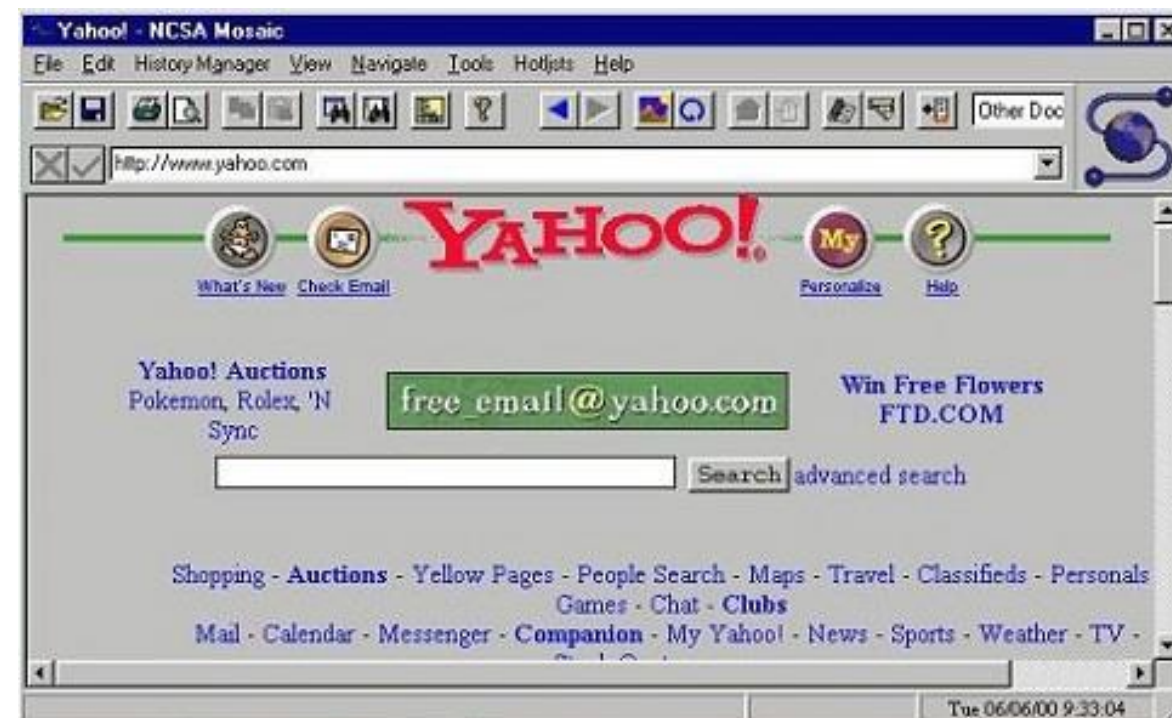 Yahoo! - NCSA Mosaic
File Edit History Manager View Navigate Tools Hotlists Help
Other Doc
http://www.yahoo.com
YAHOO!®
My
?
What's New Check Email Personalize Help
Yahoo! Auctions
Pokemon, Rolex, 'N
Sync
free_email@yahoo.com
Win Free Flowers
FTD.COM
Search advanced search
Shopping - Auctions - Yellow Pages - People Search - Maps - Travel - Classifieds - Personals
Games - Chat - Clubs
Mail - Calendar - Messenger - Companion - My Yahoo! - News - Sports - Weather - TV -
Tue 06/06/00 9:33:04